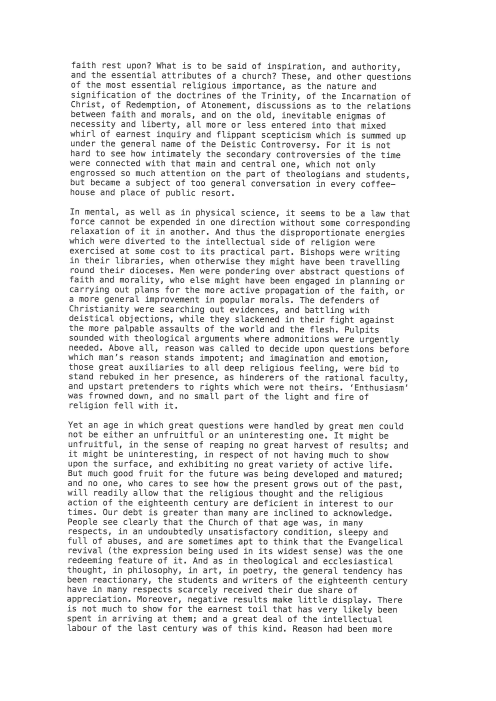 faith rest upon? What is to be said of inspiration, and authority,
and the essential attributes of a church? These, and other questions
of the most essential religious importance, as the nature and
signification of the doctrines of the Trinity, of the Incarnation of
Christ, of Redemption, of Atonement, discussions as to the relations
between faith and morals, and on the old, inevitable enigmas of
necessity and liberty, all more or less entered into that mixed
whirl of earnest inquiry and flippant scepticism which is summed up
under the general name of the Deistic Controversy. For it is not
hard to see how intimately the secondary controversies of the time
were connected with that main and central one, which not only
engrossed so much attention on the part of theologians and students,
but became a subject of too general conversation in every coffee-
house and place of public resort.

In mental, as well as in physical science, it seems to be a law that
force cannot be expended in one direction without some corresponding
relaxation of it in another. And thus the disproportionate energies
which were diverted to the intellectual side of religion were
exercised at some cost to its practical part. Bishops were writing
in their libraries, when otherwise they might have been travelling
round their dioceses. Men were pondering over abstract questions of
faith and morality, who else might have been engaged in planning or
carrying out plans for the more active propagation of the faith, or
a more general improvement in popular morals. The defenders of
Christianity were searching out evidences, and battling with
deistical objections, while they slackened in their fight against
the more palpable assaults of the world and the flesh. Pulpits
sounded with theological arguments where admonitions were urgently
needed. Above all, reason was called to decide upon questions before
which man's reason stands impotent; and imagination and emotion,
those great auxiliaries to all deep religious feeling, were bid to
stand rebuked in her presence, as hinderers of the rational faculty,
and upstart pretenders to rights which were not theirs. 'Enthusiasm'
was frowned down, and no small part of the light and fire of
religion fell with it.

Yet an age in which great questions were handled by great men could
not be either an unfruitful or an uninteresting one. It might be
unfruitful, in the sense of reaping no great harvest of results; and
it might be uninteresting, in respect of not having much to show
upon the surface, and exhibiting no great variety of active life.
But much good fruit for the future was being developed and matured;
and no one, who cares to see how the present grows out of the past,
will readily allow that the religious thought and the religious
action of the eighteenth century are deficient in interest to our
times. Our debt is greater than many are inclined to acknowledge.
People see clearly that the Church of that age was, in many
respects, in an undoubtedly unsatisfactory condition, sleepy and
full of abuses, and are sometimes apt to think that the Evangelical
revival (the expression being used in its widest sense) was the one
redeeming feature of it. And as in theological and ecclesiastical
thought, in philosophy, in art, in poetry, the general tendency has
been reactionary, the students and writers of the eighteenth century
have in many respects scarcely received their due share of
appreciation. Moreover, negative results make little display. There
is not much to show for the earnest toil that has very likely been
spent in arriving at them; and a great deal of the intellectual
labour of the last century was of this kind. Reason had been more